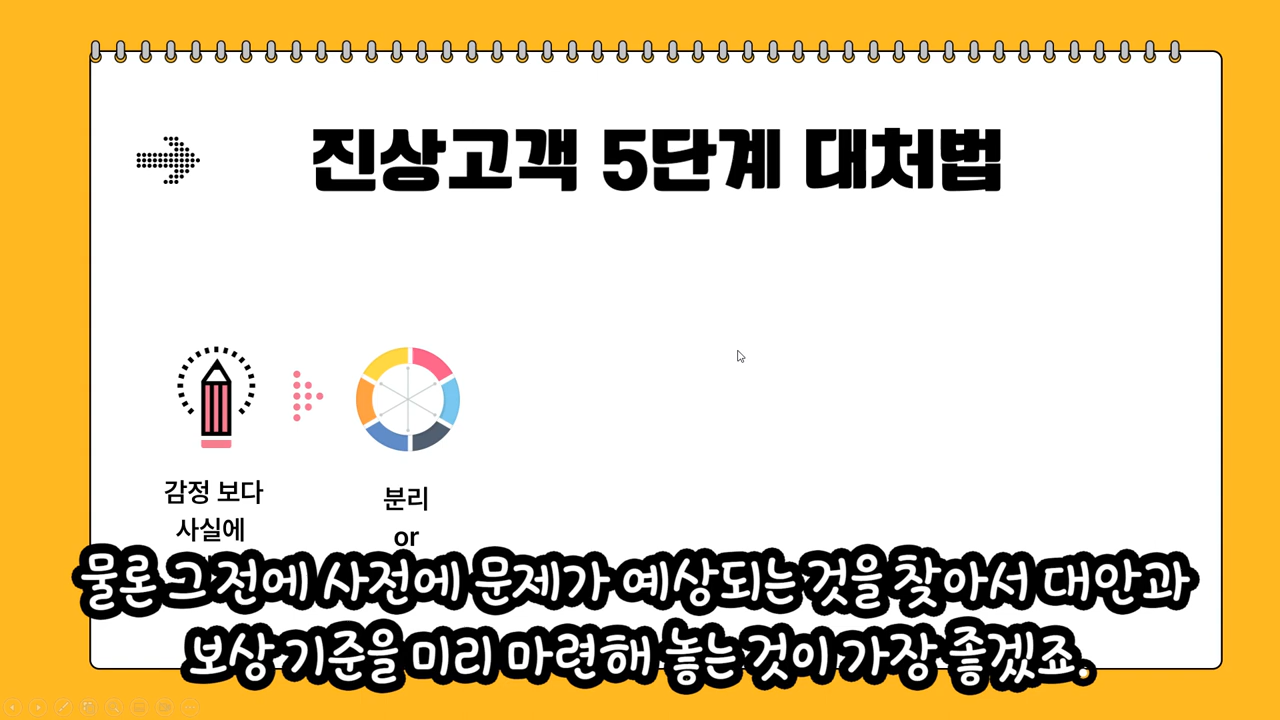 진상고객 5단계 대처법
감정 보다
사실에
분리
or
물론 그 전에 사전에 문제가 예상되는 것을 찾아서 대안과
보상 기준을 미리 마련해 놓는 것이 가장 좋겠죠.